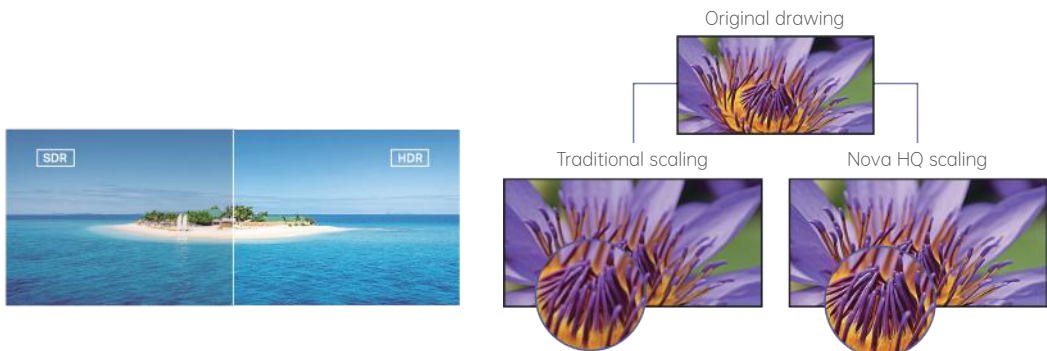 SDR
HDR
Original drawing
Traditional scaling
Nova HQ scaling